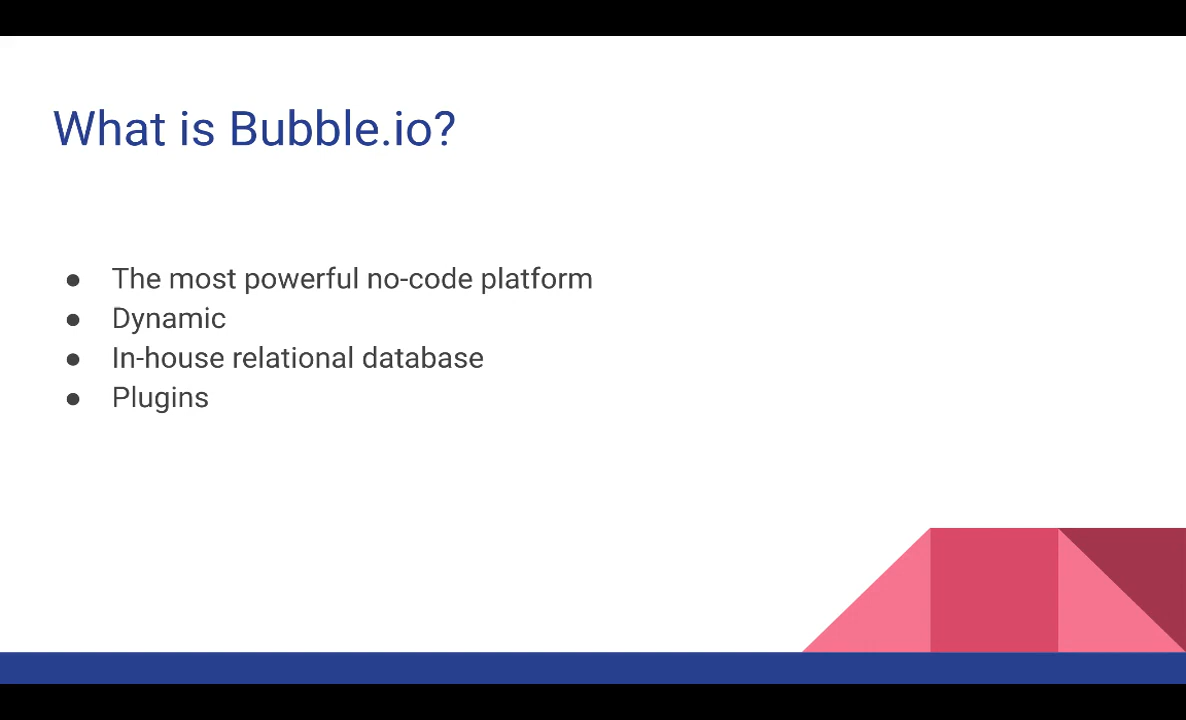 What is Bubble.io?
● The most powerful no-code platform
● Dynamic
● In-house relational database
● Plugins